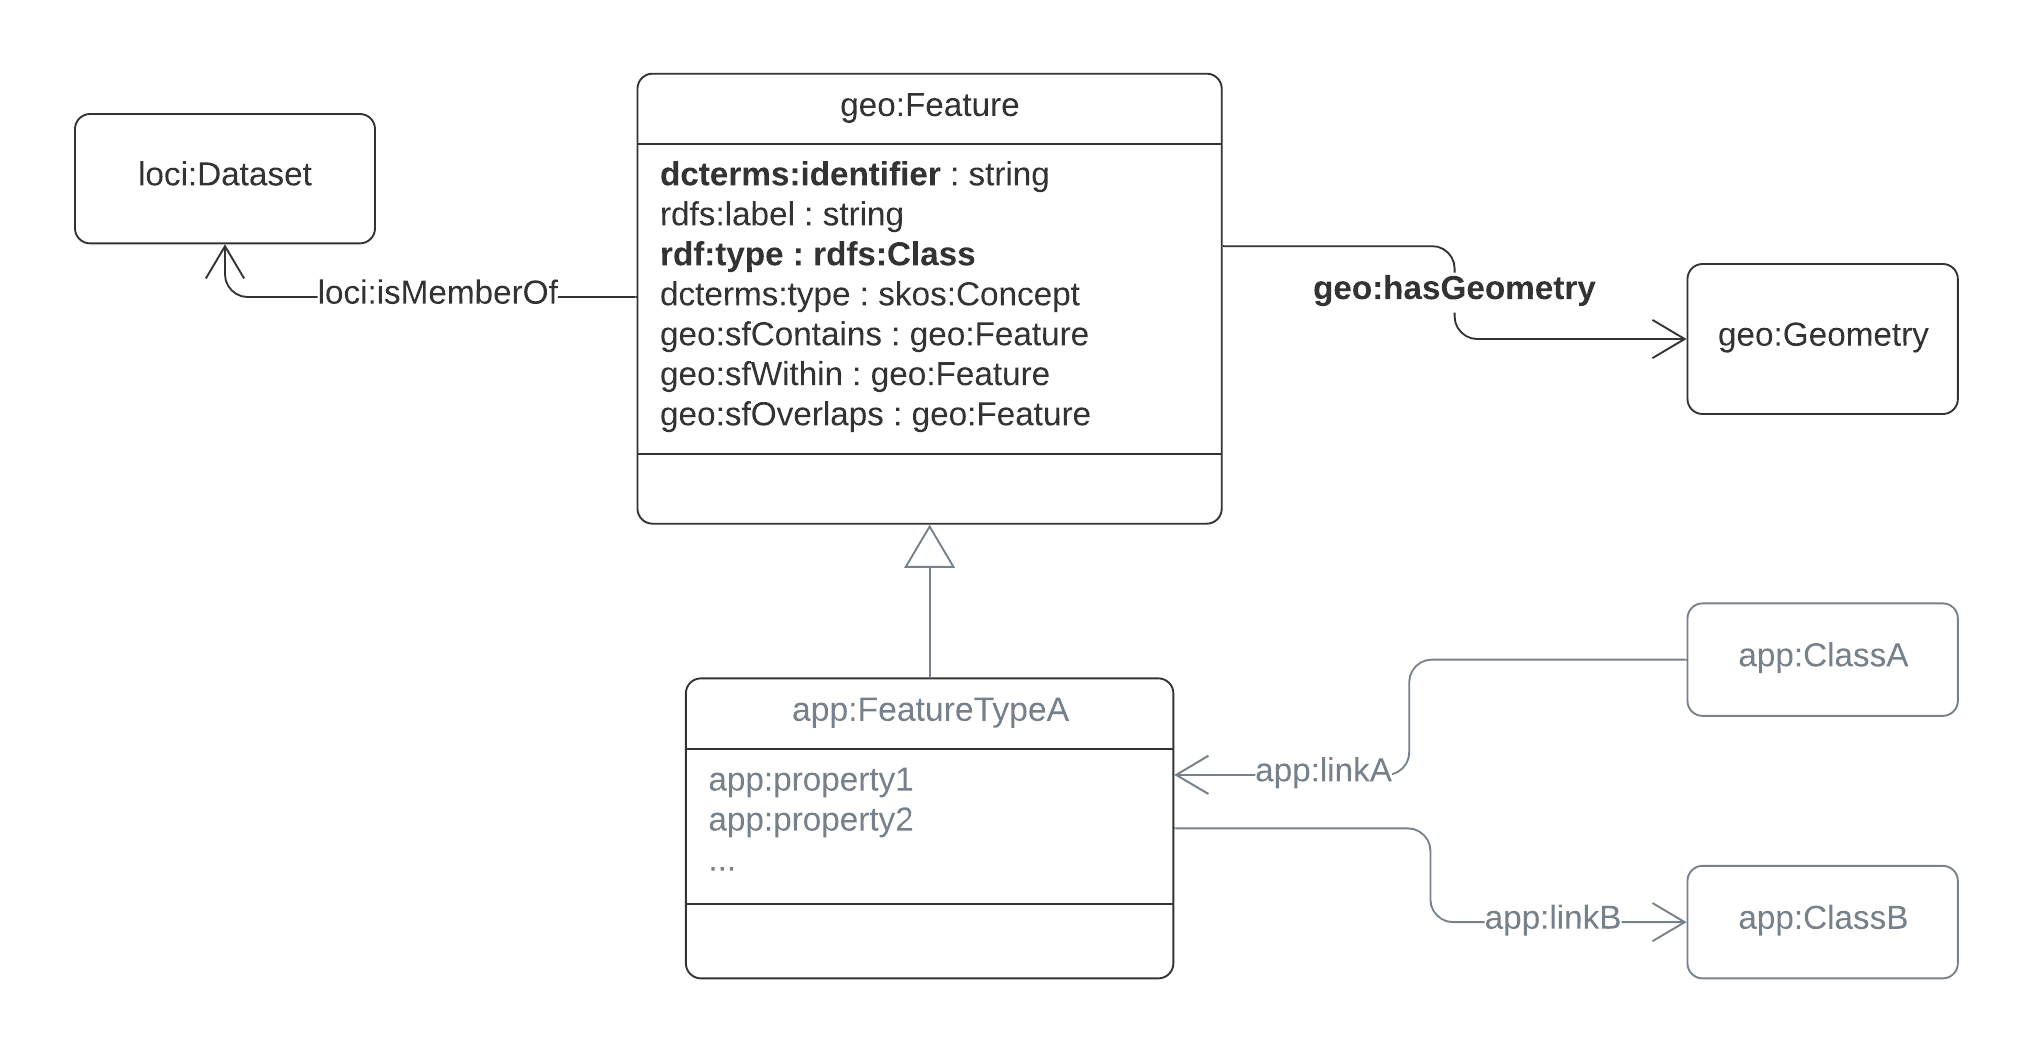 geo:Feature
loci:Dataset
dcterms:identifier : string
rdfs:label : string
rdf:type : rdfs:Class
dcterms:type : skos:Concept
geo:sfContains : geo:Feature
geo:sfWithin : geo:Feature
geo:sfOverlaps : geo:Feature
loci:isMemberOf
geo:hasGeometry
geo:Geometry
app:FeatureTypeA
app:property1
app:property2
...
app:ClassA
app:linkA
app:linkB
app:ClassB